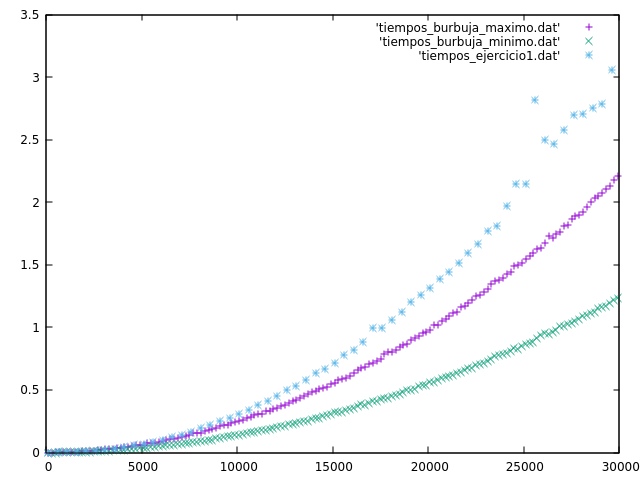 3.5
'tiempos_burbuja_maximo.dat'
'tiempos_burbuja_minimo.dat'
'tiempos_ejercicio1.dat'
3
2.5
2
1.5
1
0.5
0
0 5000 10000 15000 20000 25000 30000